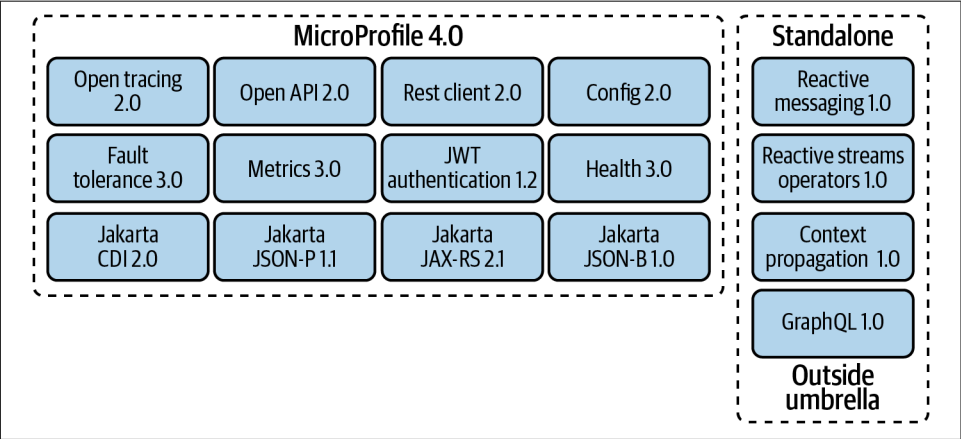 MicroProfile 4.0
Open tracing
2.0
Open API 2.0
Rest client 2.0
Config 2.0
Fault
tolerance 3.0
Metrics 3.0
JWT
authentication 1.2
Health 3.0
Jakarta
CDI 2.0
Jakarta
JSON-P 1.1
Jakarta
JAX-RS 2.1
Jakarta
JSON-B 1.0
Standalone
Reactive
messaging 1.0
Reactive streams
operators 1.0
Context
propagation 1.0
GraphQL 1.0
Outside
umbrella